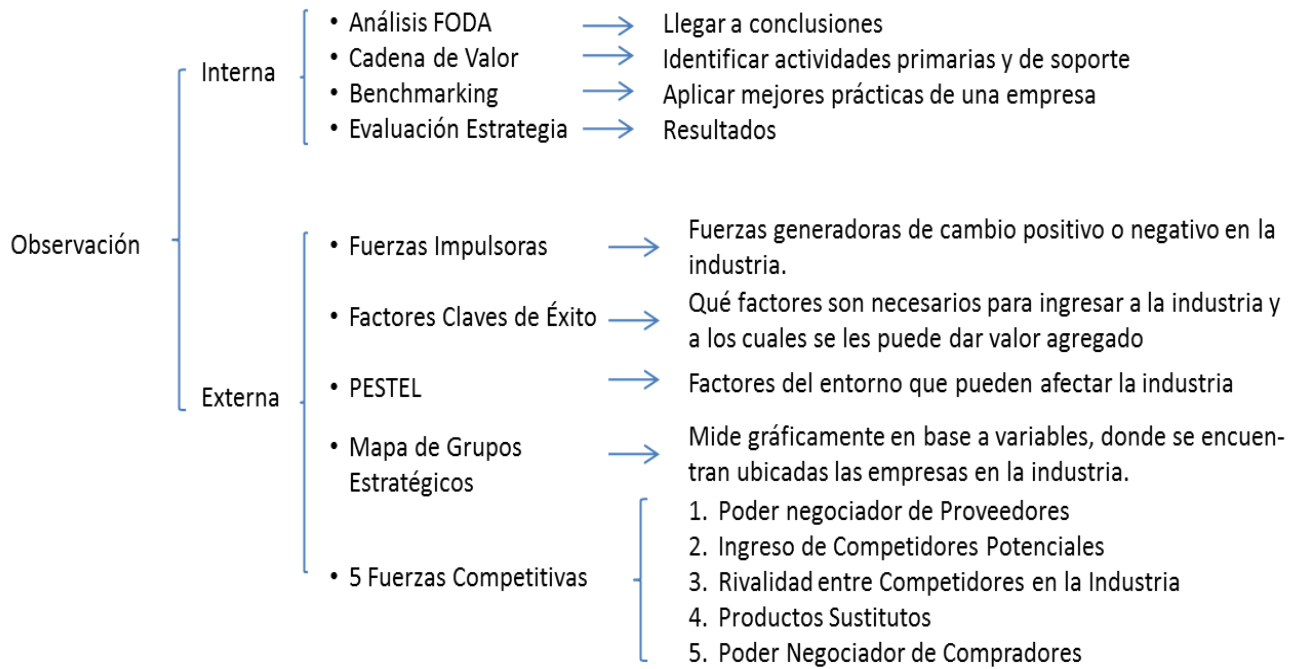 Observación
Interna
• Análisis FODA
Llegar a conclusiones
• Cadena de Valor
Identificar actividades primarias y de soporte
• Benchmarking
Aplicar mejores prácticas de una empresa
• Evaluación Estrategia
Resultados
Externa
• Fuerzas Impulsoras
Fuerzas generadoras de cambio positivo o negativo en la
industria.
• Factores Claves de Éxito
Qué factores son necesarios para ingresar a la industria y
a los cuales se les puede dar valor agregado
• PESTEL
Factores del entorno que pueden afectar la industria
• Mapa de Grupos
Estratégicos
Mide gráficamente en base a variables, donde se encuen-
tran ubicadas las empresas en la industria.
• 5 Fuerzas Competitivas
1. Poder negociador de Proveedores
2. Ingreso de Competidores Potenciales
3. Rivalidad entre Competidores en la Industria
4. Productos Sustitutos
5. Poder Negociador de Compradores